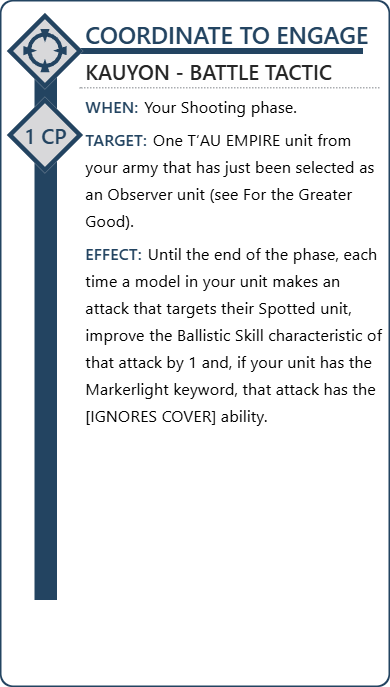 COORDINATE TO ENGAGE
KAUYON - BATTLE TACTIC
WHEN: Your Shooting phase.
1 CP
TARGET: One T’AU EMPIRE unit from
your army that has just been selected as
an Observer unit (see For the Greater
Good).
EFFECT: Until the end of the phase, each
time a model in your unit makes an
attack that targets their Spotted unit,
improve the Ballistic Skill characteristic of
that attack by 1 and, if your unit has the
Markerlight keyword, that attack has the
[IGNORES COVER] ability.